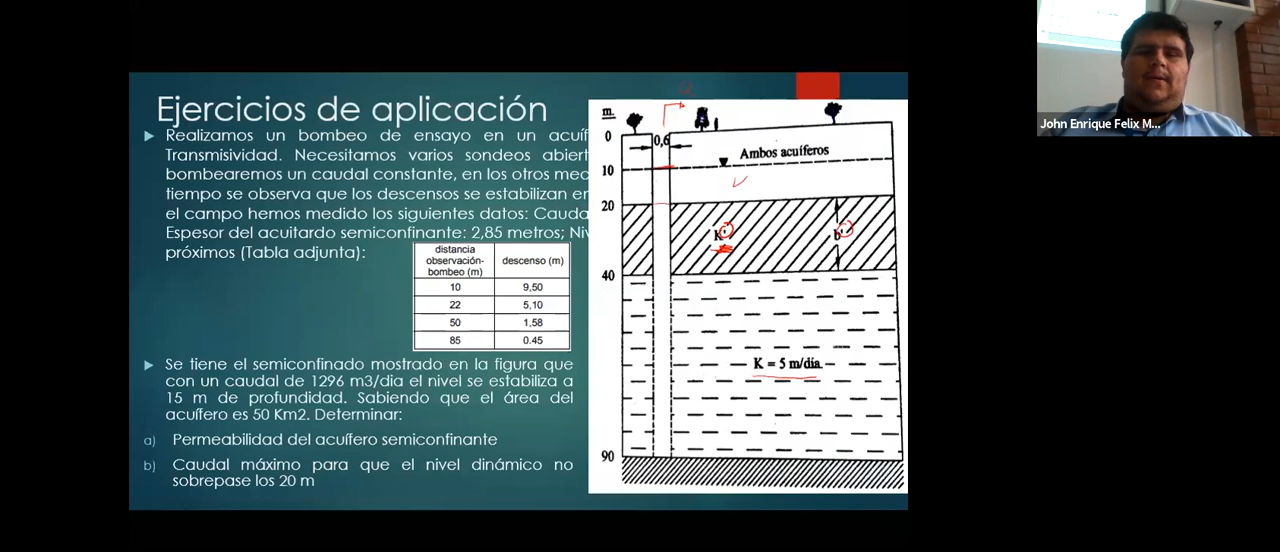 Ejercicios de aplicación
Realizamos un bombeo de ensayo en un acuíf
Transmisividad. Necesitamos varios sondeos abiert
bombearemos un caudal constante, en los otros med
tiempo se observa que los descensos se estabilizan en
el campo hemos medido los siguientes datos: Cauda
Espesor del acuitardo semiconfinante: 2,85 metros; Niv
próximos (Tabla adjunta):
distancia observación-bombeo (m) descenso (m)
10 9,50
22 5,10
50 1,58
85 0.45
Se tiene el semiconfinado mostrado en la figura que
con un caudal de 1296 m3/dia el nivel se estabiliza a
15 m de profundidad. Sabiendo que el área del
acuífero es 50 Km2. Determinar:
a) Permeabilidad del acuífero semiconfinante
b) Caudal máximo para que el nivel dinámico no
sobrepase los 20 m
m.
Q
0
0,6
Ambos acuíferos
10
20
K'
b'
40
K = 5 m/día
90
John Enrique Felix M...